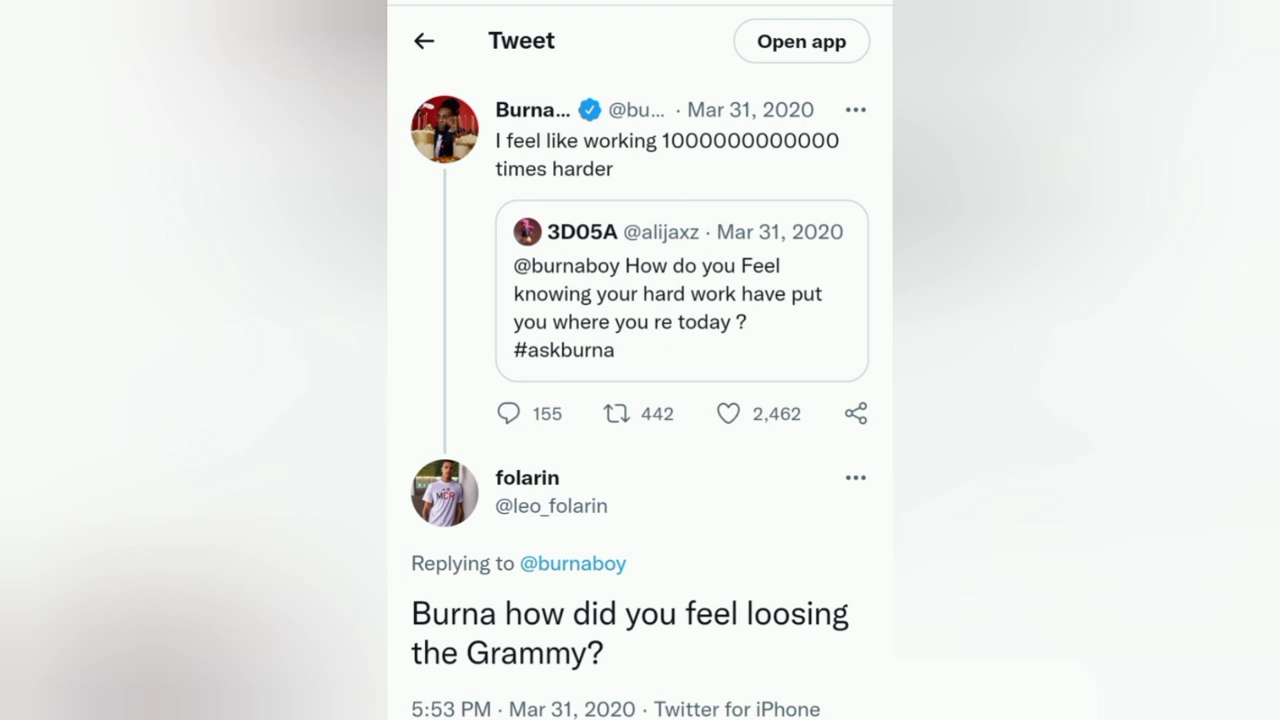 Tweet
Open app
Burna... @bu... · Mar 31, 2020
I feel like working 1000000000000
times harder
3D05A @alijaxz · Mar 31, 2020
@burnaboy How do you Feel
knowing your hard work have put
you where you re today ?
#askburna
155 442 2,462
folarin
@leo_folarin
MCR
Replying to @burnaboy
Burna how did you feel loosing
the Grammy?
5:53 PM · Mar 31, 2020 · Twitter for iPhone